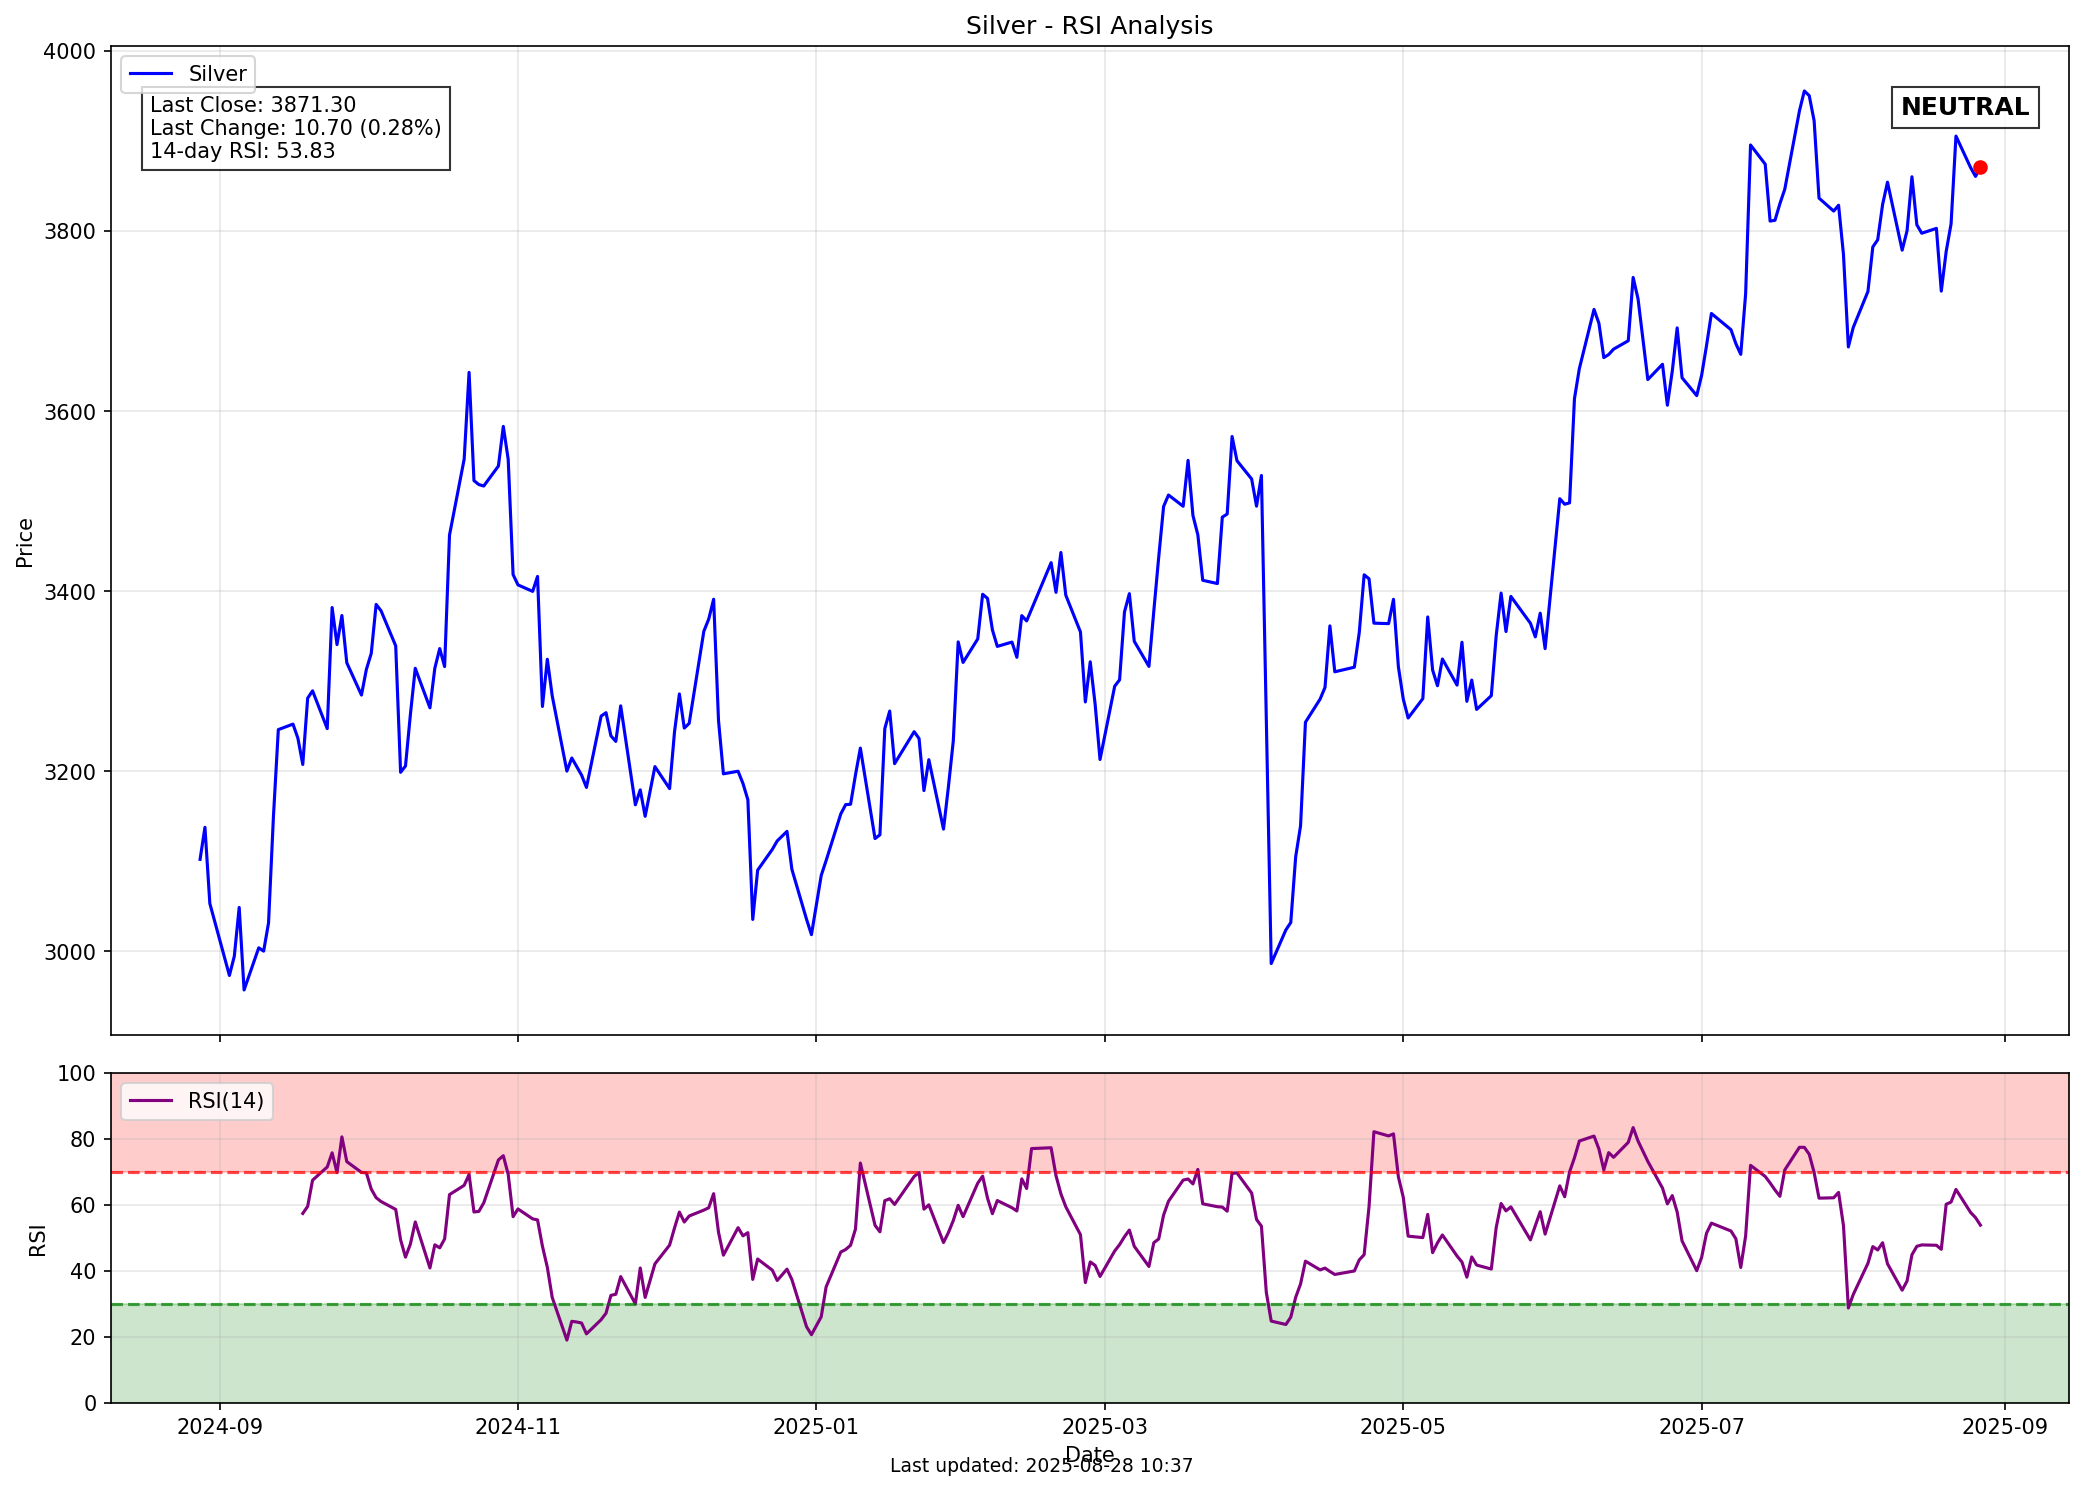 Silver - RSI Analysis
Silver
Last Close: 3871.30
Last Change: 10.70 (0.28%)
14-day RSI: 53.83
NEUTRAL
4000
3800
3600
3400
3200
3000
Price
RSI(14)
100
80
60
40
20
0
RSI
2024-09
2024-11
2025-01
2025-03
2025-05
2025-07
2025-09
Date
Last updated: 2025-08-28 10:37